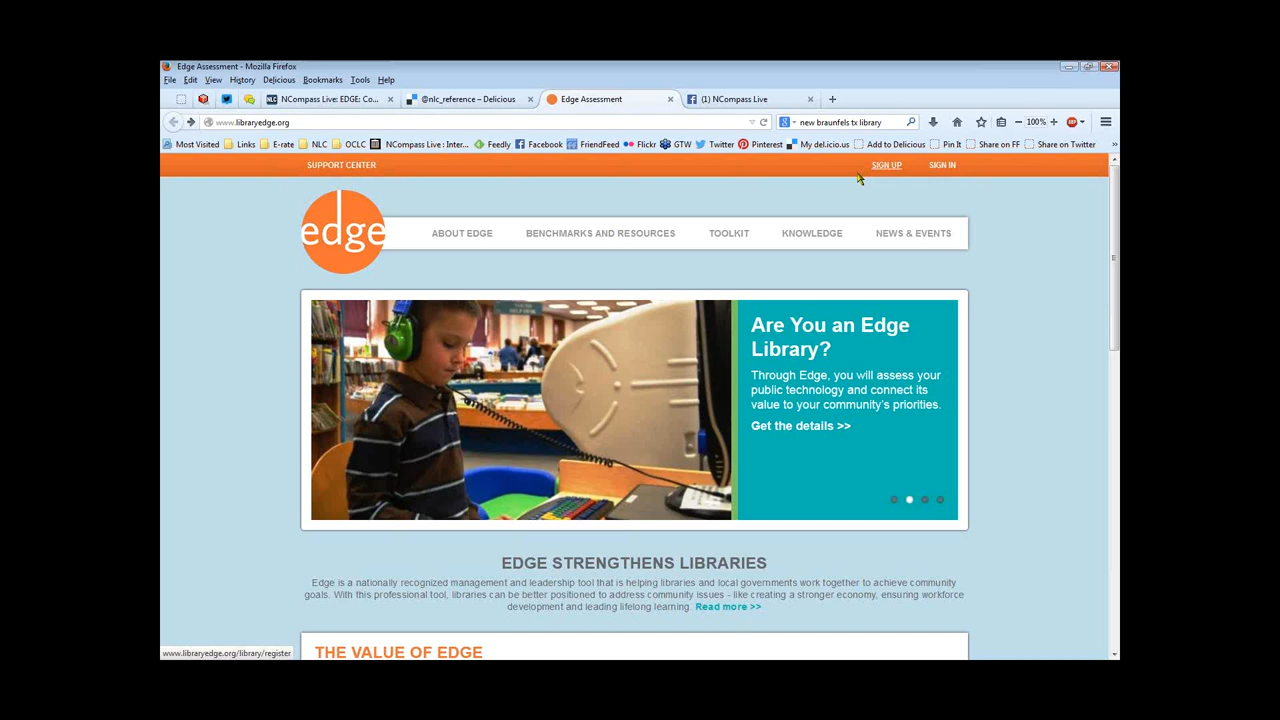 Edge Assessment - Mozilla Firefox
File Edit View History Delicious Bookmarks Tools Help
NCompass Live: EDGE: Co... @nlc_reference – Delicious Edge Assessment (1) NCompass Live
www.libraryedge.org new braunfels tx library 100%
Most Visited Links E-rate NLC OCLC NCompass Live : Inter... Feedly Facebook FriendFeed Flickr GTW Twitter Pinterest My del.icio.us Add to Delicious Pin It Share on FF Share on Twitter
SUPPORT CENTER SIGN UP SIGN IN
edge ABOUT EDGE BENCHMARKS AND RESOURCES TOOLKIT KNOWLEDGE NEWS & EVENTS
Are You an Edge
Library?
Through Edge, you will assess your
public technology and connect its
value to your community's priorities.
Get the details >>
EDGE STRENGTHENS LIBRARIES
Edge is a nationally recognized management and leadership tool that is helping libraries and local governments work together to achieve community
goals. With this professional tool, libraries can be better positioned to address community issues - like creating a stronger economy, ensuring workforce
development and leading lifelong learning. Read more >>
THE VALUE OF EDGE
www.libraryedge.org/library/register